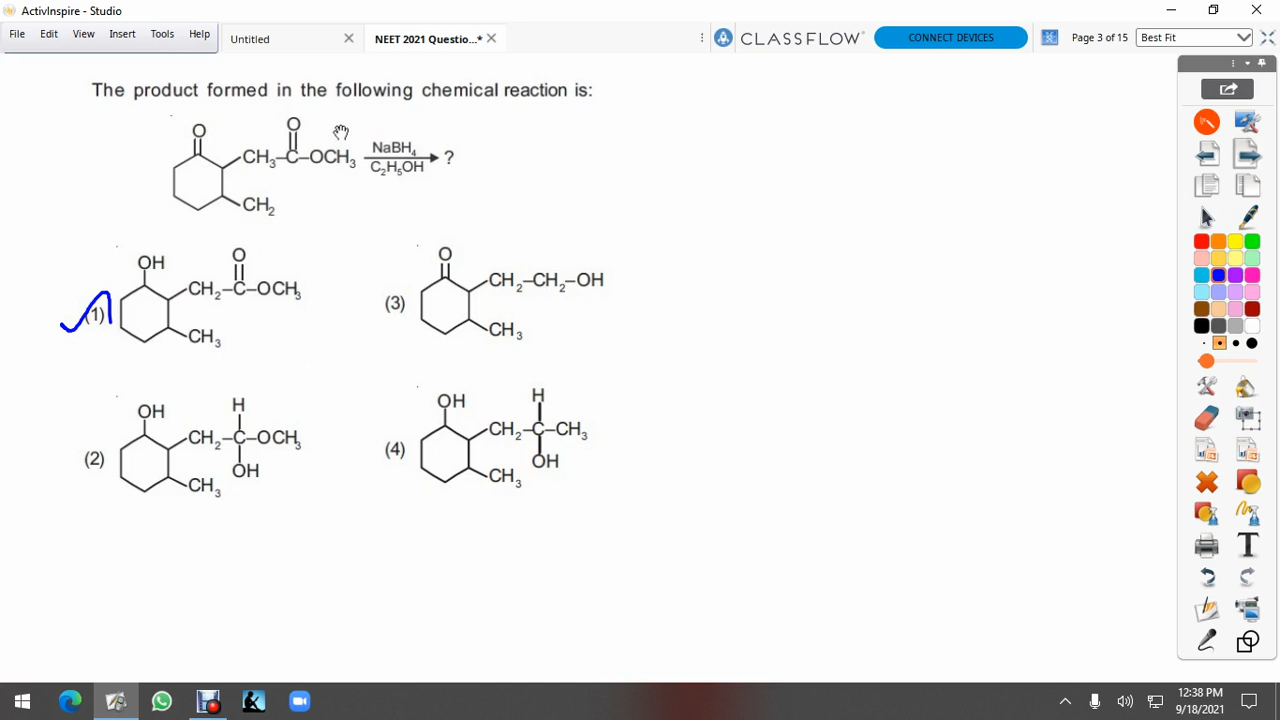 ActivInspire - Studio
File Edit View Insert Tools Help
Untitled
NEET 2021 Questio...*
CLASSFLOW
CONNECT DEVICES
Page 3 of 15
Best Fit
The product formed in the following chemical reaction is:
O
O
CH3-C-OCH3
NaBH4
C2H5OH
?
CH2
(1)
OH
O
CH2-C-OCH3
CH3
(3)
O
CH2-CH2-OH
CH3
(2)
OH
H
CH2-C-OCH3
OH
CH3
(4)
OH
H
CH2-C-CH3
OH
CH3
T
12:38 PM
9/18/2021